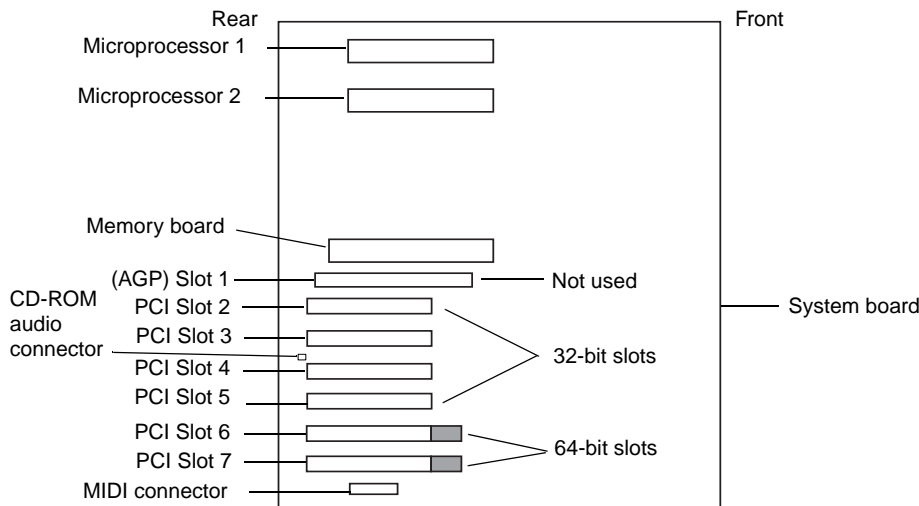 Rear
Front
Microprocessor 1
Microprocessor 2
Memory board
(AGP) Slot 1
Not used
CD-ROM
audio
connector
PCI Slot 2
System board
PCI Slot 3
32-bit slots
PCI Slot 4
PCI Slot 5
PCI Slot 6
64-bit slots
PCI Slot 7
MIDI connector